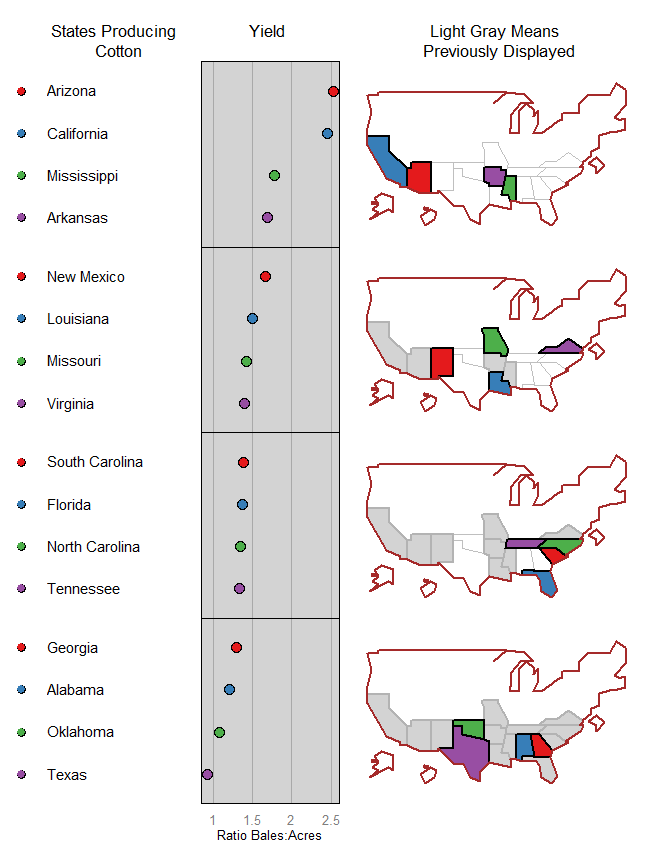 States Producing
Cotton
Yield
Light Gray Means
Previously Displayed
Arizona
California
Mississippi
Arkansas
New Mexico
Louisiana
Missouri
Virginia
South Carolina
Florida
North Carolina
Tennessee
Georgia
Alabama
Oklahoma
Texas
1 1.5 2 2.5
Ratio Bales:Acres